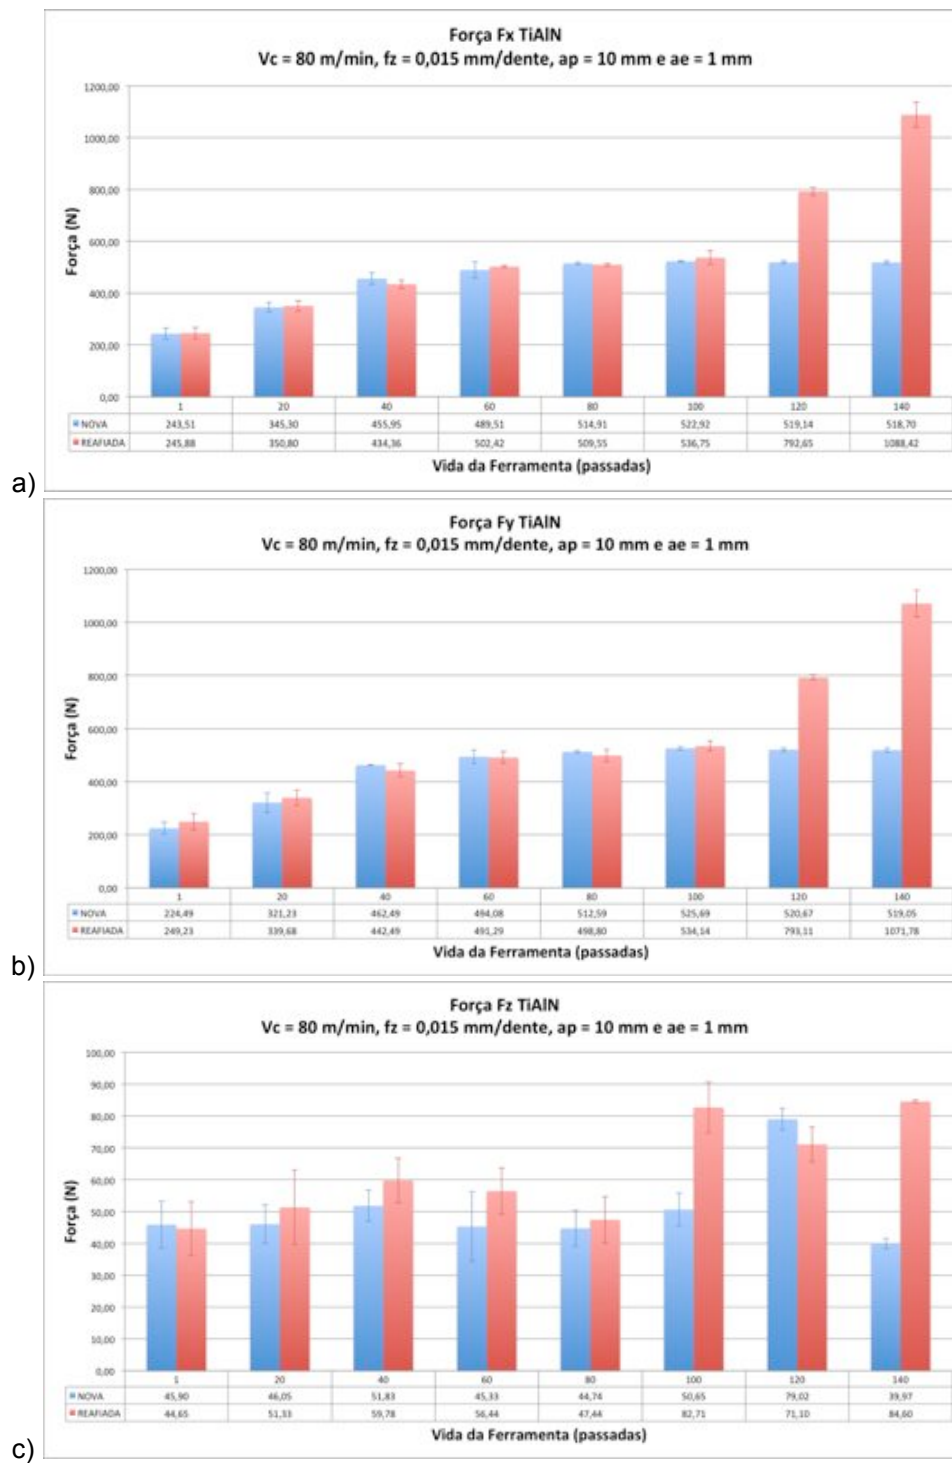 Força Fx TiAlN
Vc = 80 m/min, fz = 0,015 mm/dente, ap = 10 mm e ae = 1 mm
1200,00
1000,00
800,00
600,00
400,00
200,00
0,00
Força (N)
1 20 40 60 80 100 120 140
NOVA 243,51 345,30 455,95 489,51 514,91 522,92 519,14 518,70
REAFIADA 245,88 350,80 434,36 502,42 509,55 536,75 792,65 1088,42
Vida da Ferramenta (passadas)
a)
Força Fy TiAlN
Vc = 80 m/min, fz = 0,015 mm/dente, ap = 10 mm e ae = 1 mm
1200,00
1000,00
800,00
600,00
400,00
200,00
0,00
Força (N)
1 20 40 60 80 100 120 140
NOVA 224,49 321,23 462,49 494,08 512,59 525,69 520,67 519,05
REAFIADA 249,23 339,68 442,49 491,29 498,80 534,14 793,11 1071,78
Vida da Ferramenta (passadas)
b)
Força Fz TiAlN
Vc = 80 m/min, fz = 0,015 mm/dente, ap = 10 mm e ae = 1 mm
100,00
90,00
80,00
70,00
60,00
50,00
40,00
30,00
20,00
10,00
0,00
Força (N)
1 20 40 60 80 100 120 140
NOVA 45,90 46,05 51,83 45,33 44,74 50,65 79,02 39,97
REAFIADA 44,65 51,33 59,78 56,44 47,44 82,71 71,10 84,60
Vida da Ferramenta (passadas)
c)